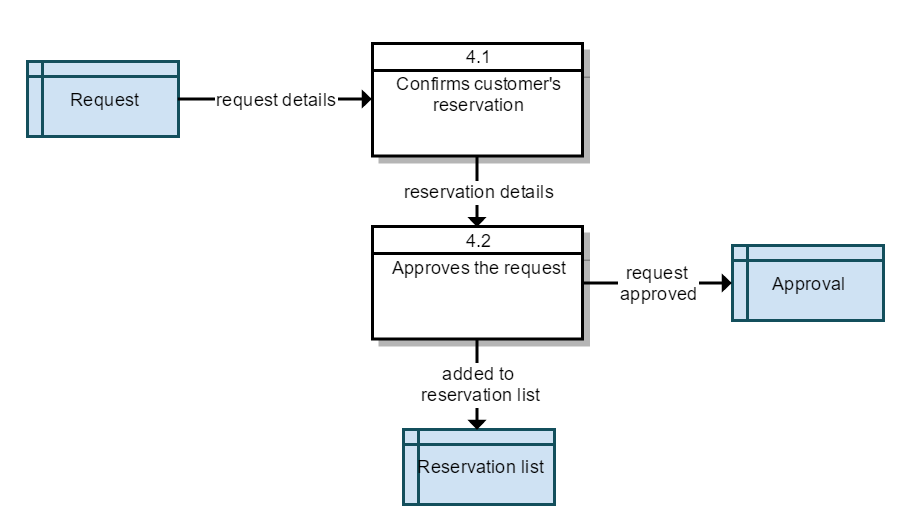 4.1
Confirms customer's
reservation
Request
request details
reservation details
4.2
Approves the request
request
approved
Approval
added to
reservation list
Reservation list